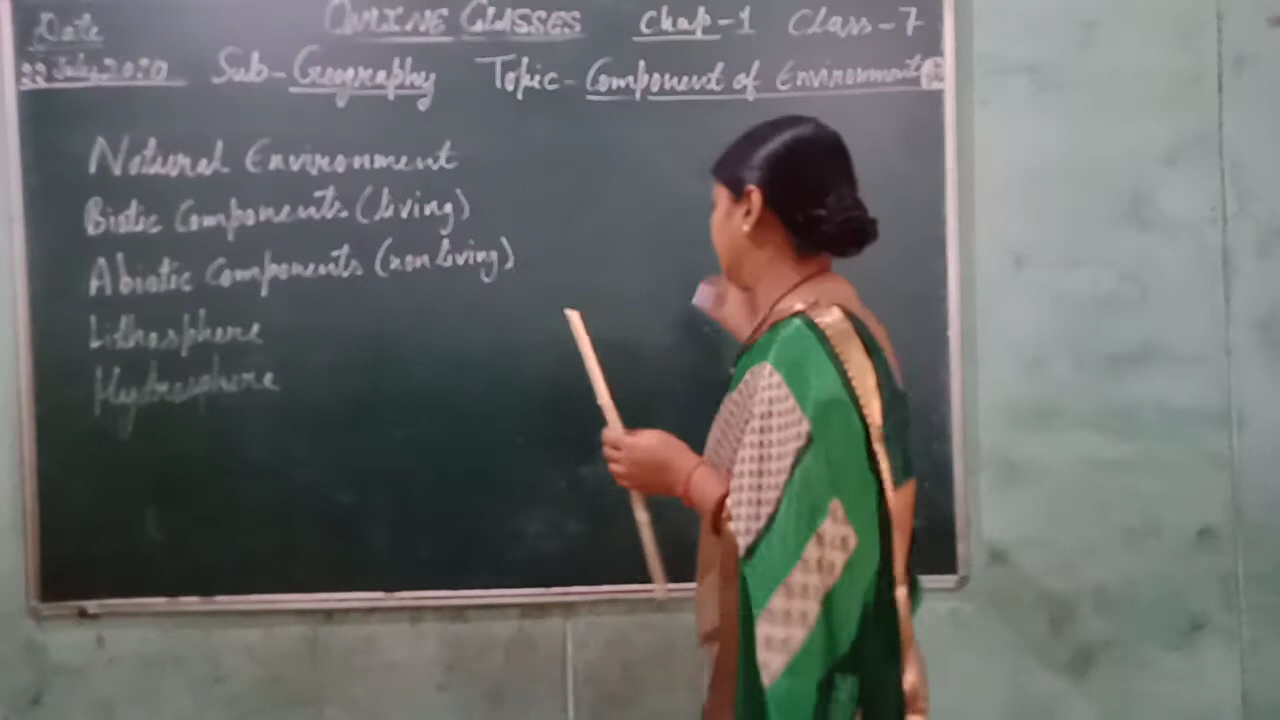 Date ONLINE CLASSES Chap-1 Class-7
22 July 2020 Sub-Geography Topic-Component of Environment
Natural Environment
Biotic Components (living)
Abiotic Components (non living)
Lithosphere
Hydrosphere